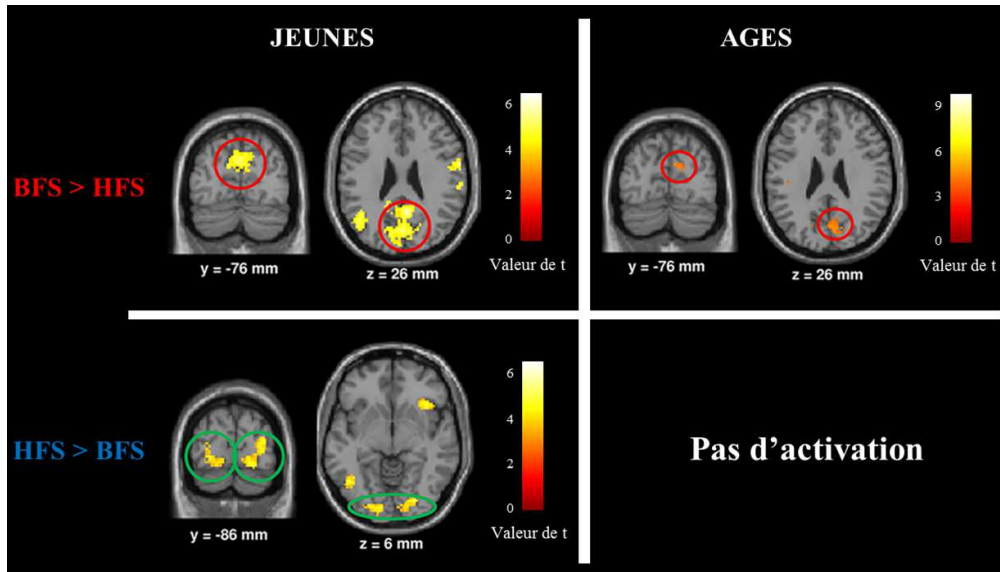 JEUNES
AGES
BFS > HFS
6
4
2
0
Valeur de t
y = -76 mm
z = 26 mm
9
6
3
0
Valeur de t
y = -76 mm
z = 26 mm
HFS > BFS
6
4
2
0
Valeur de t
y = -86 mm
z = 6 mm
Pas d’activation